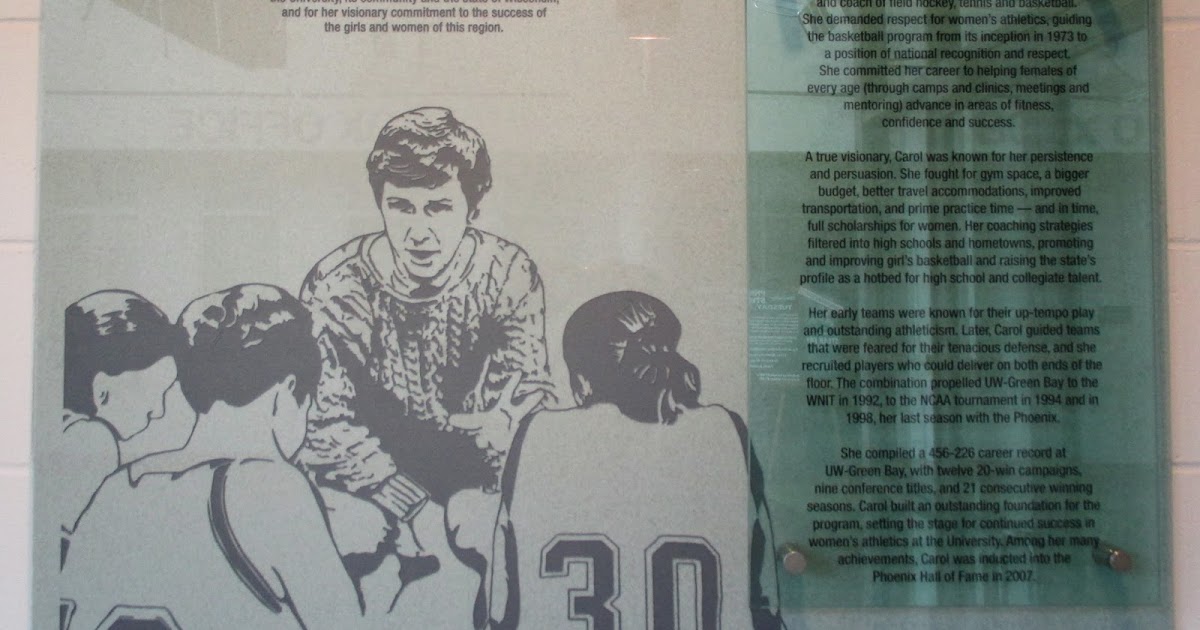 its University, its community and the state of Wisconsin,
and for her visionary commitment to the success of
the girls and women of this region.
and coach of field hockey, tennis and basketball.
She demanded respect for women's athletics, guiding
the basketball program from its inception in 1973 to
a position of national recognition and respect.
She committed her career to helping females of
every age (through camps and clinics, meetings and
mentoring) advance in areas of fitness,
confidence and success.
A true visionary, Carol was known for her persistence
and persuasion. She fought for gym space, a bigger
budget, better travel accommodations, improved
transportation, and prime practice time — and in time,
full scholarships for women. Her coaching strategies
filtered into high schools and hometowns, promoting
and improving girl's basketball and raising the state's
profile as a hotbed for high school and collegiate talent.
Her early teams were known for their up-tempo play
and outstanding athleticism. Later, Carol guided teams
that were feared for their tenacious defense, and she
recruited players who could deliver on both ends of the
floor. The combination propelled UW-Green Bay to the
WNIT in 1992, to the NCAA tournament in 1994 and in
1998, her last season with the Phoenix.
She compiled a 456-226 career record at
UW-Green Bay, with twelve 20-win campaigns,
nine conference titles, and 21 consecutive winning
seasons. Carol built an outstanding foundation for the
program, setting the stage for continued success in
women's athletics at the University. Among her many
achievements, Carol was inducted into the
Phoenix Hall of Fame in 2007.
30